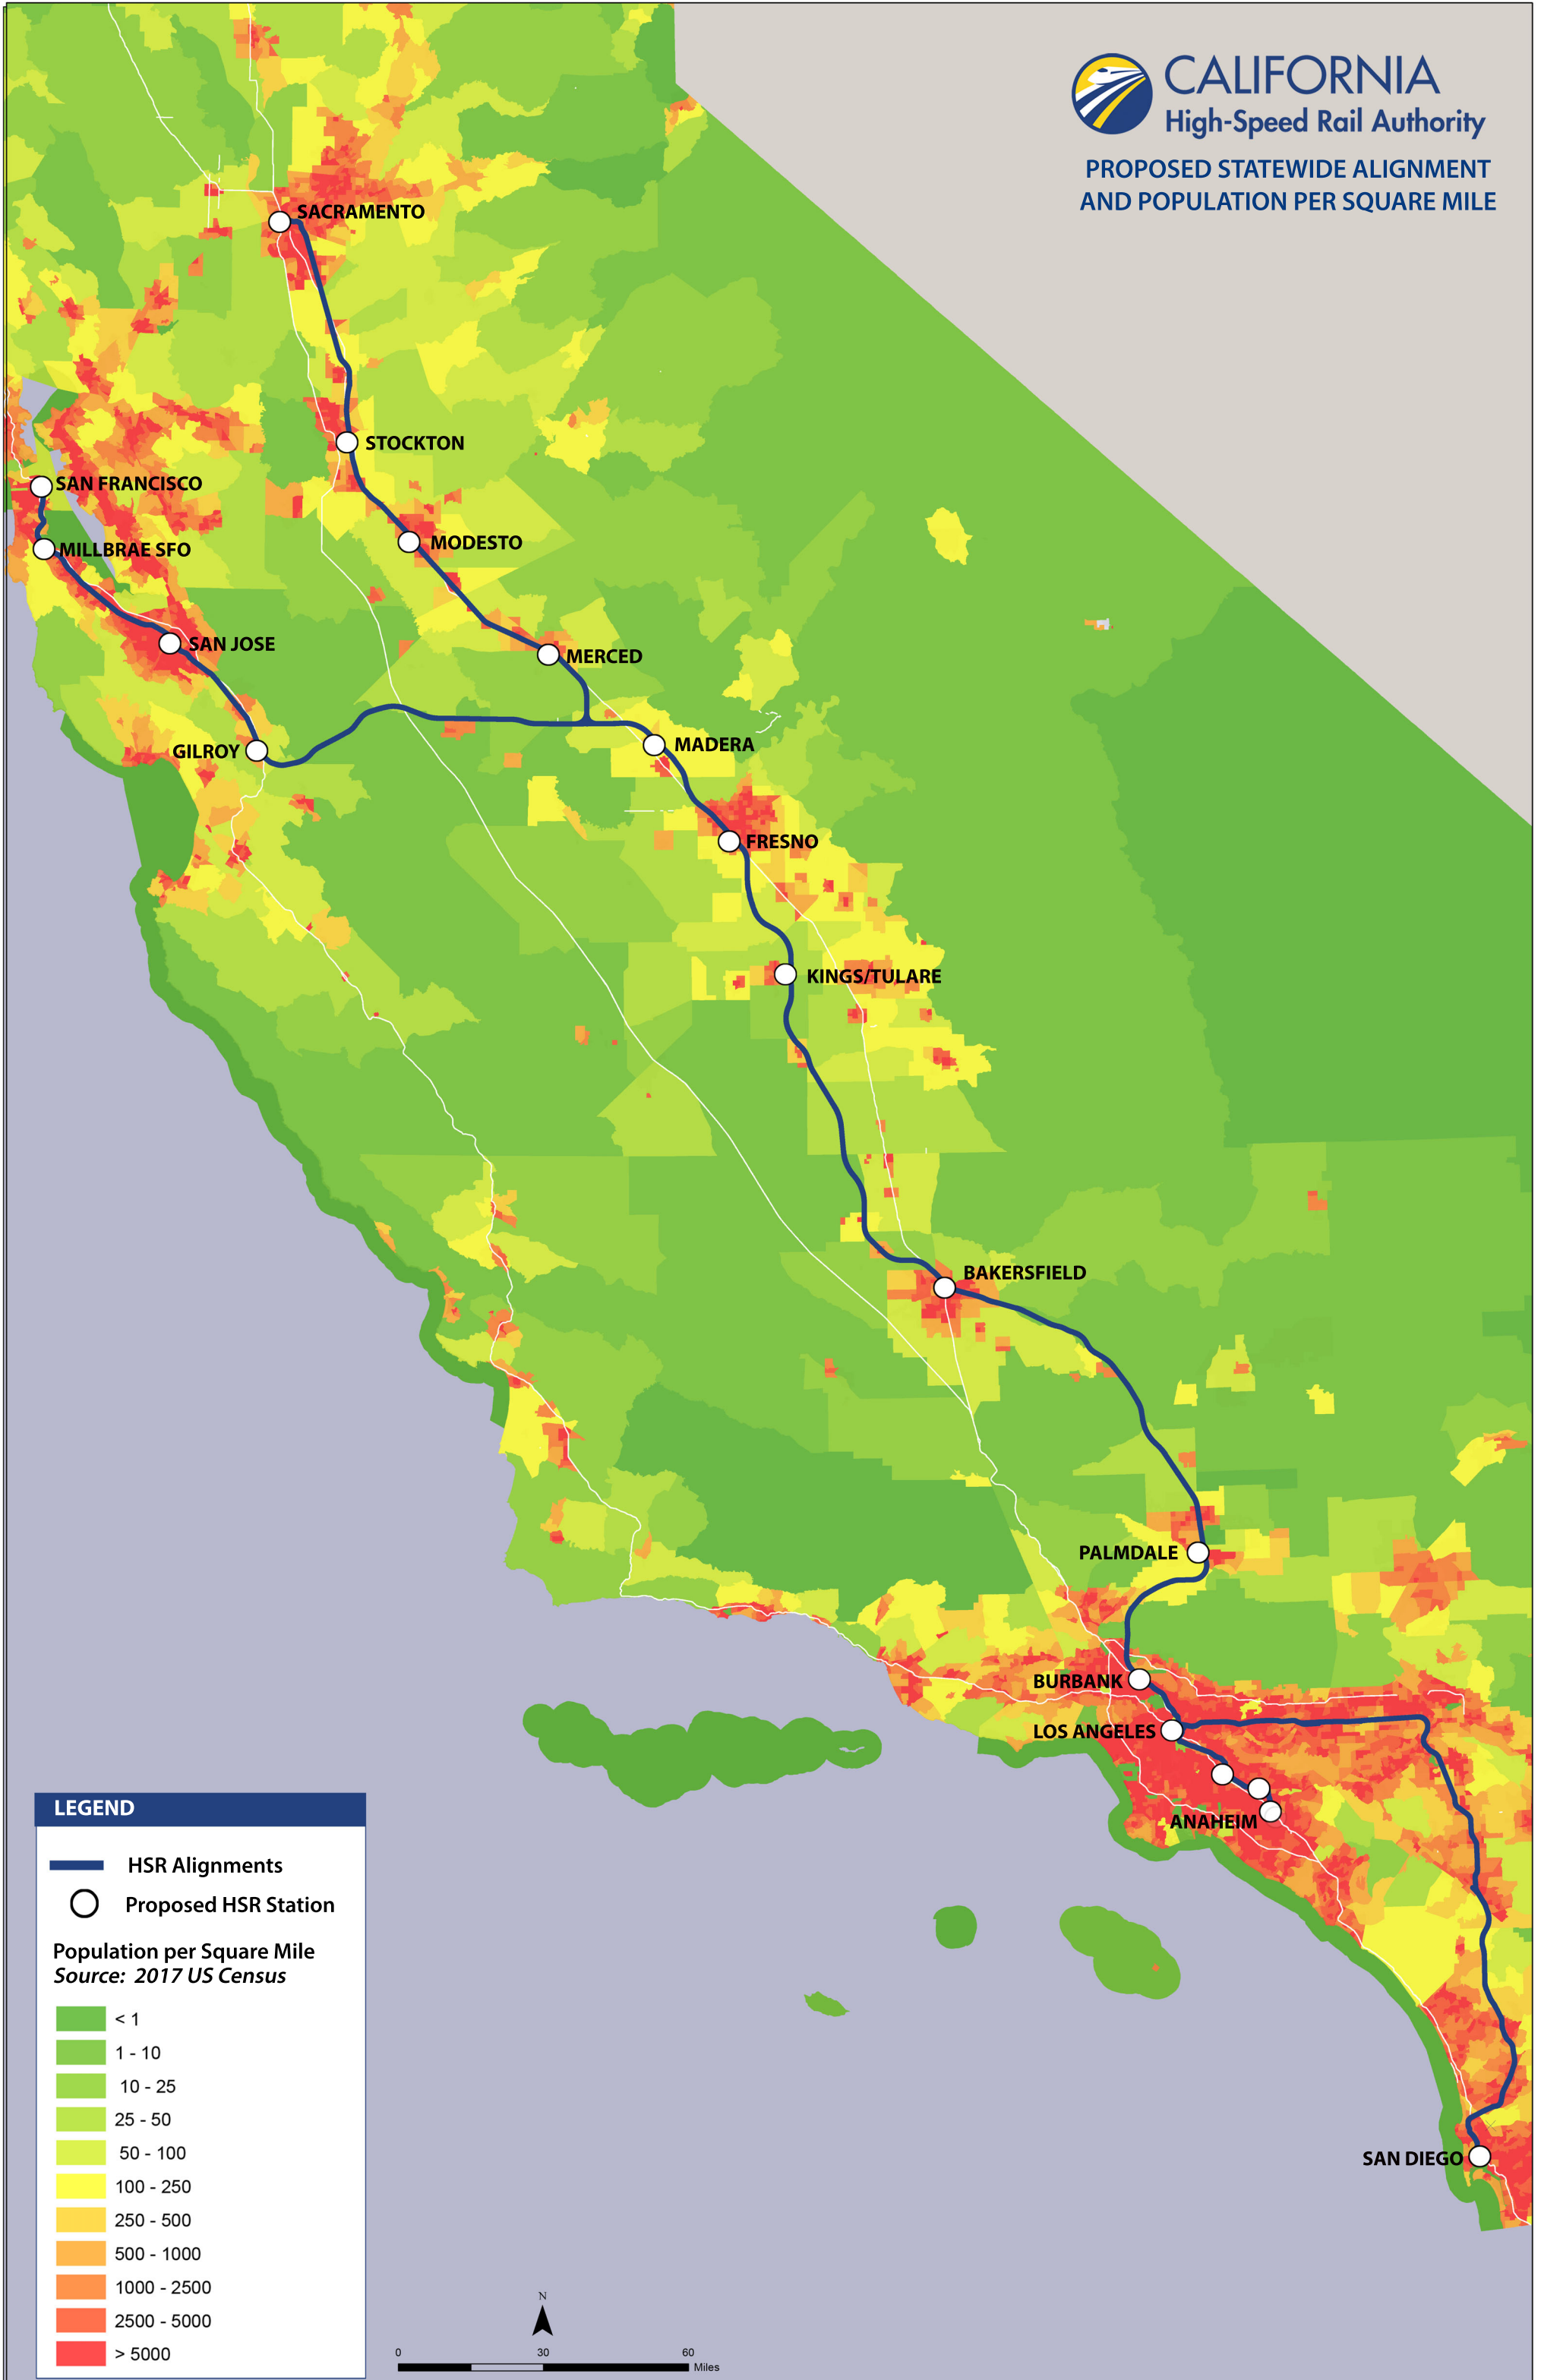 CALIFORNIA
High-Speed Rail Authority
PROPOSED STATEWIDE ALIGNMENT
AND POPULATION PER SQUARE MILE
SACRAMENTO
STOCKTON
SAN FRANCISCO
MODESTO
MILLBRAE SFO
SAN JOSE
MERCED
GILROY
MADERA
FRESNO
KINGS/TULARE
BAKERSFIELD
PALMDALE
BURBANK
LOS ANGELES
ANAHEIM
SAN DIEGO
LEGEND
HSR Alignments
Proposed HSR Station
Population per Square Mile
Source: 2017 US Census
< 1
1 - 10
10 - 25
25 - 50
50 - 100
100 - 250
250 - 500
500 - 1000
1000 - 2500
2500 - 5000
> 5000
N
0 30 60
Miles